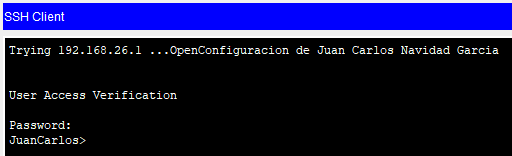 SSH Client
Trying 192.168.26.1 ...OpenConfiguracion de Juan Carlos Navidad Garcia
User Access Verification
Password:
JuanCarlos>